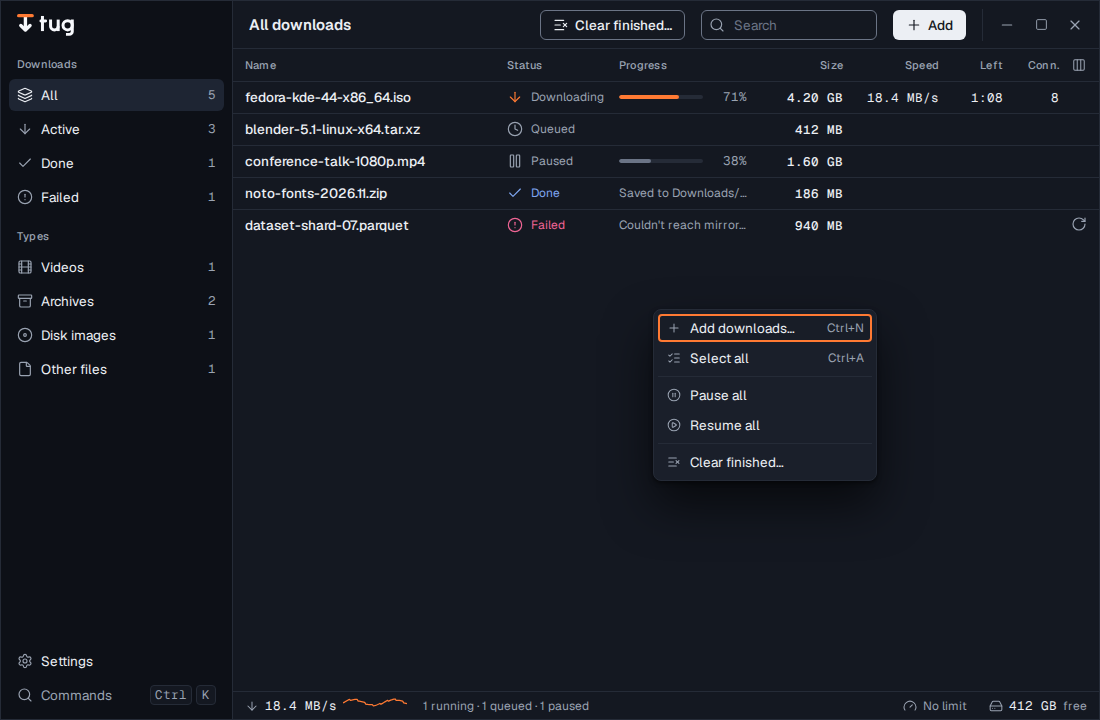 tug
All downloads
Clear finished…
Search
Add
Downloads
All 5
Active 3
Done 1
Failed 1
Types
Videos 1
Archives 2
Disk images 1
Other files 1
Settings
Commands Ctrl K
Name Status Progress Size Speed Left Conn.
fedora-kde-44-x86_64.iso Downloading 71% 4.20 GB 18.4 MB/s 1:08 8
blender-5.1-linux-x64.tar.xz Queued 412 MB
conference-talk-1080p.mp4 Paused 38% 1.60 GB
noto-fonts-2026.11.zip Done Saved to Downloads/… 186 MB
dataset-shard-07.parquet Failed Couldn't reach mirror… 940 MB
Add downloads… Ctrl+N
Select all Ctrl+A
Pause all
Resume all
Clear finished…
18.4 MB/s 1 running · 1 queued · 1 paused No limit 412 GB free